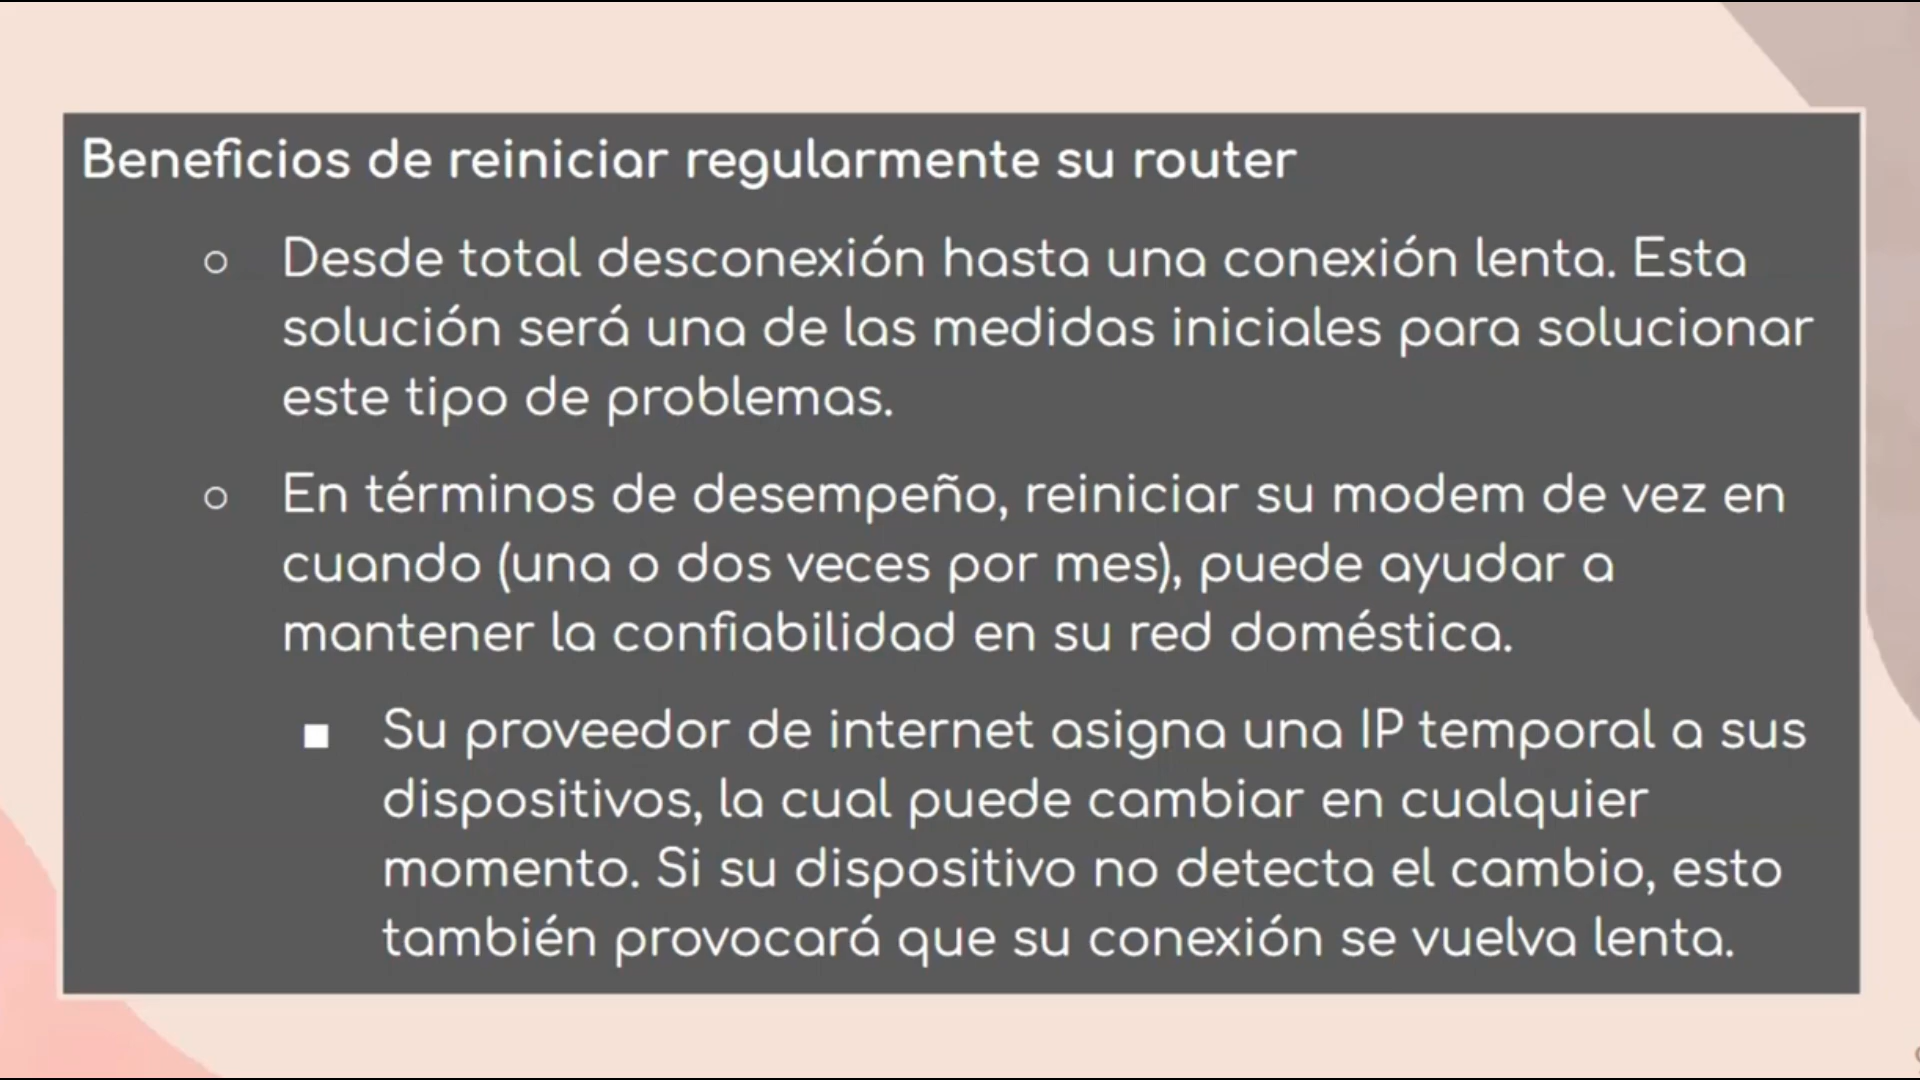 Beneficios de reiniciar regularmente su router
○ Desde total desconexión hasta una conexión lenta. Esta
solución será una de las medidas iniciales para solucionar
este tipo de problemas.
○ En términos de desempeño, reiniciar su modem de vez en
cuando (una o dos veces por mes), puede ayudar a
mantener la confiabilidad en su red doméstica.
■ Su proveedor de internet asigna una IP temporal a sus
dispositivos, la cual puede cambiar en cualquier
momento. Si su dispositivo no detecta el cambio, esto
también provocará que su conexión se vuelva lenta.